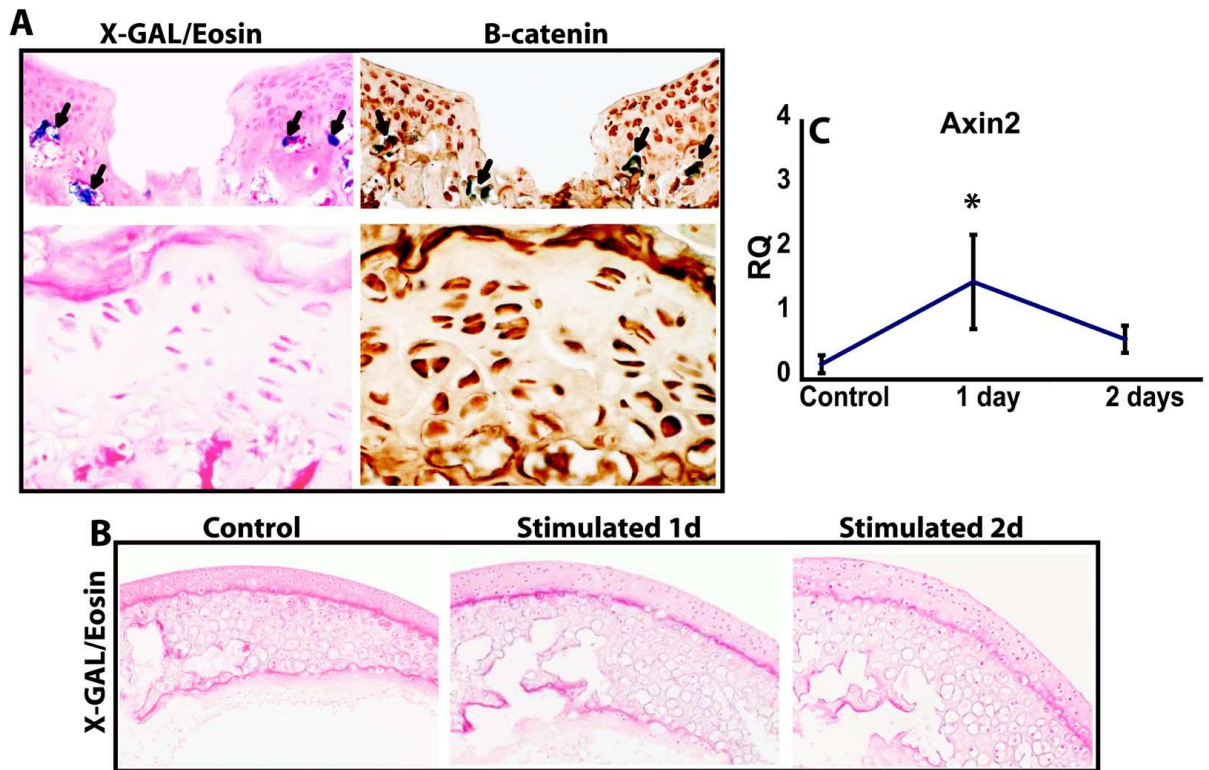 A
X-GAL/Eosin
B-catenin
C
Axin2
4
3
2
1
0
RQ
*
Control
1 day
2 days
B
Control
Stimulated 1d
Stimulated 2d
X-GAL/Eosin